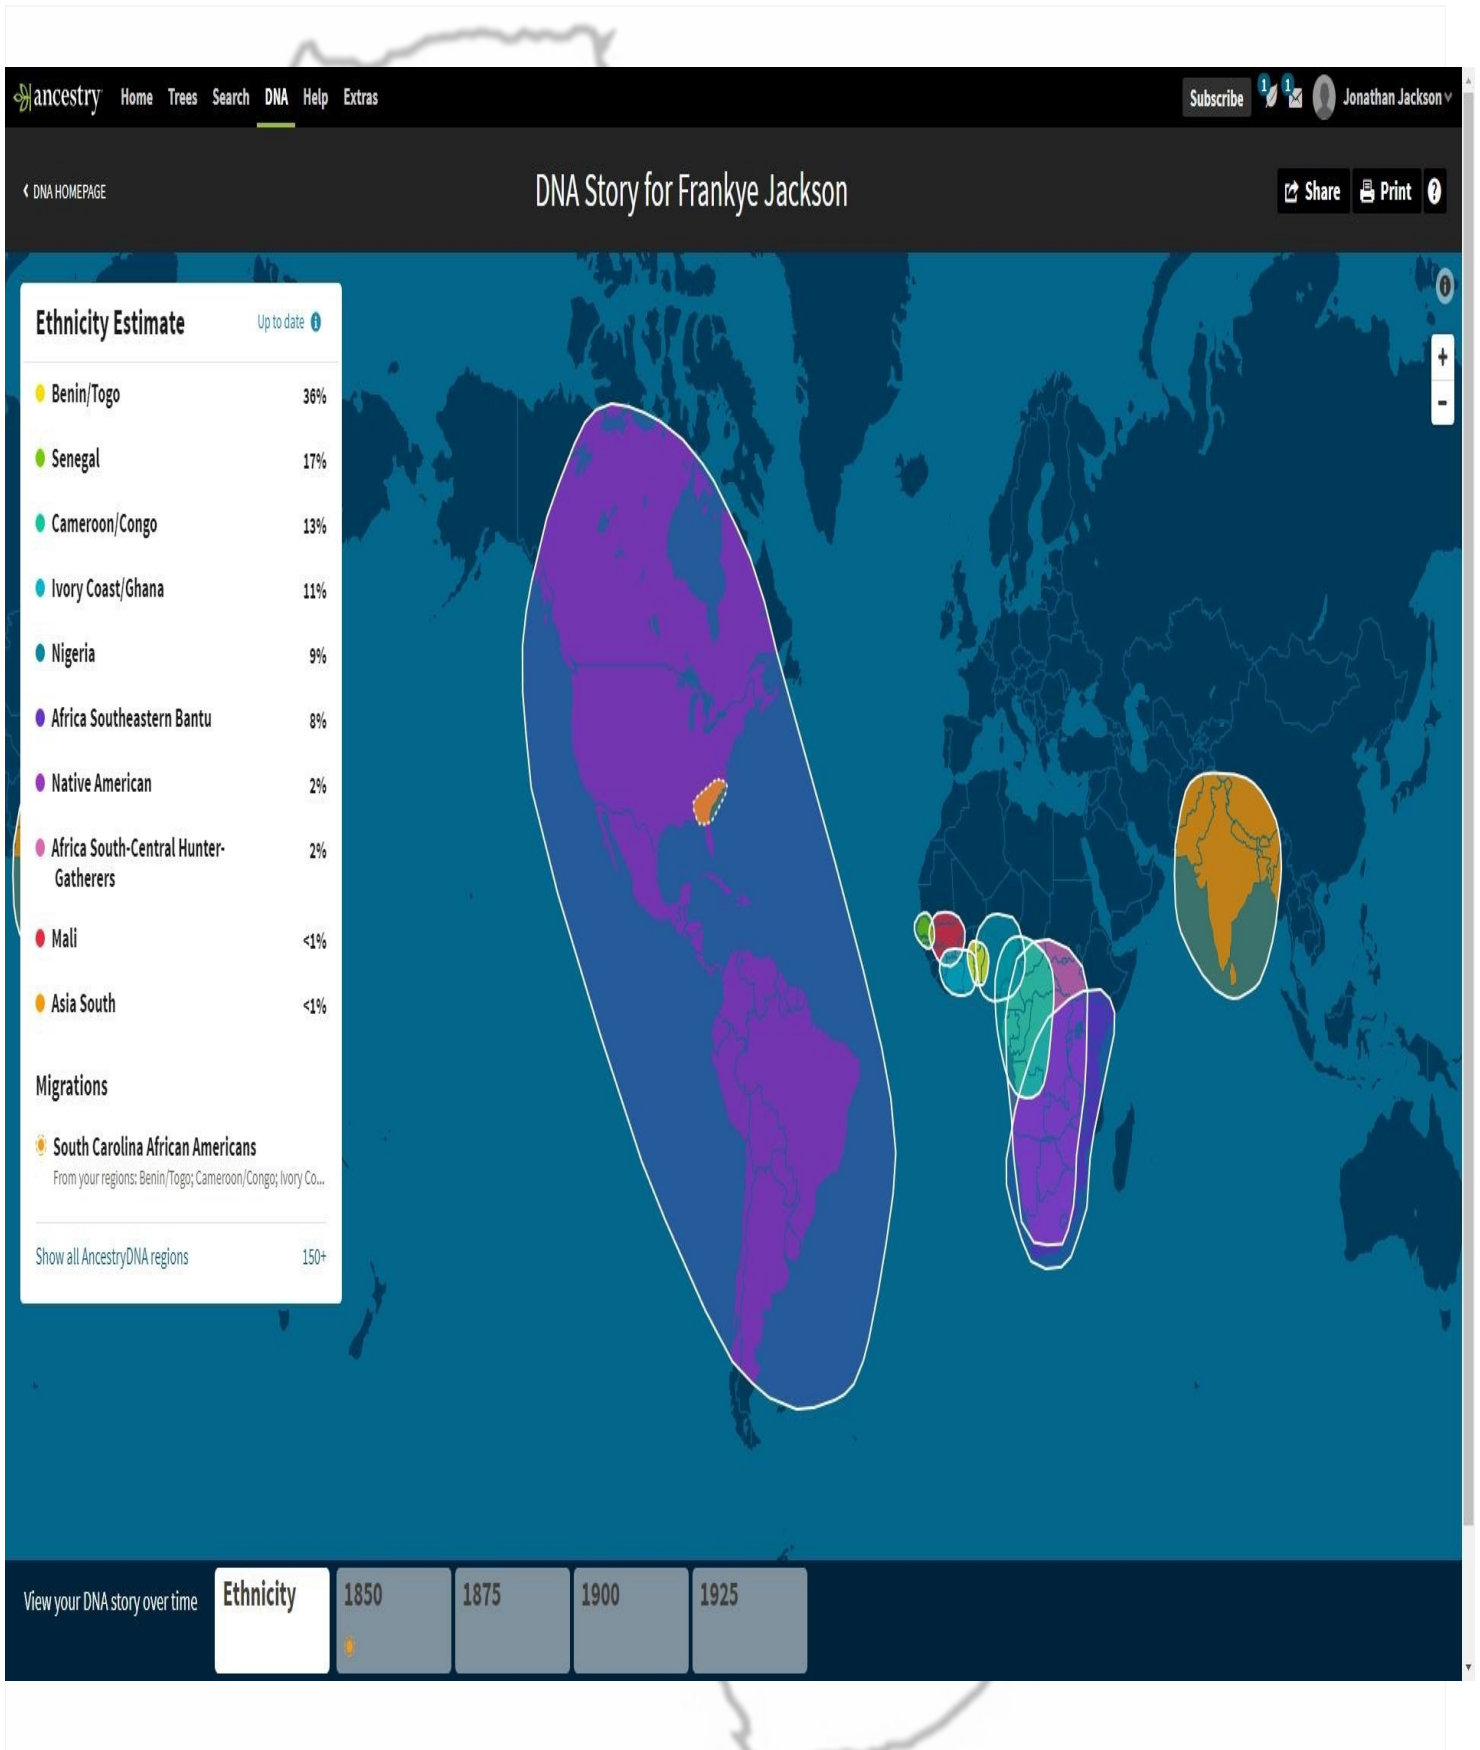 ancestry Home Trees Search DNA Help Extras Subscribe 1 1 Jonathan Jackson
DNA HOMEPAGE DNA Story for Frankye Jackson Share Print ?
Ethnicity Estimate Up to date i
Benin/Togo 36%
Senegal 17%
Cameroon/Congo 13%
Ivory Coast/Ghana 11%
Nigeria 9%
Africa Southeastern Bantu 8%
Native American 2%
Africa South-Central Hunter- 2%
Gatherers
Mali <1%
Asia South <1%
Migrations
South Carolina African Americans
From your regions: Benin/Togo; Cameroon/Congo; Ivory Co...
Show all AncestryDNA regions 150+
i
+
-
View your DNA story over time Ethnicity 1850 1875 1900 1925